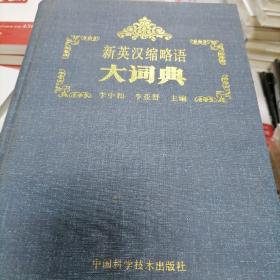 新英汉缩略语
大词典
李中和 李亚舒 主编
中国科学技术出版社